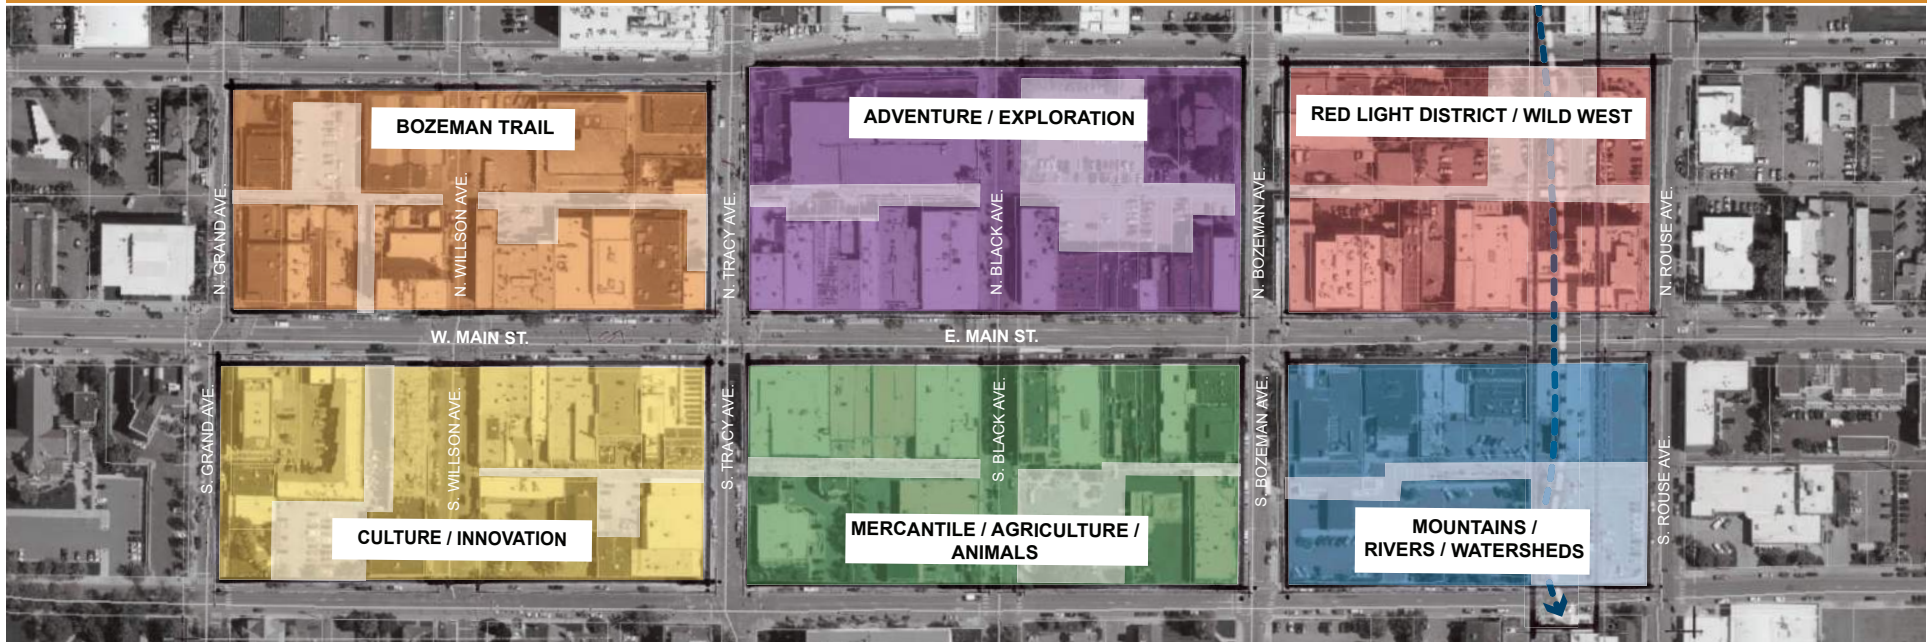 BOZEMAN TRAIL
ADVENTURE / EXPLORATION
RED LIGHT DISTRICT / WILD WEST
N. GRAND AVE.
N. WILLSON AVE.
N. TRACY AVE.
N. BLACK AVE.
N. BOZEMAN AVE.
N. ROUSE AVE.
W. MAIN ST.
E. MAIN ST.
S. GRAND AVE.
S. WILLSON AVE.
S. TRACY AVE.
S. BLACK AVE.
S. BOZEMAN AVE.
S. ROUSE AVE.
CULTURE / INNOVATION
MERCANTILE / AGRICULTURE /
ANIMALS
MOUNTAINS /
RIVERS / WATERSHEDS